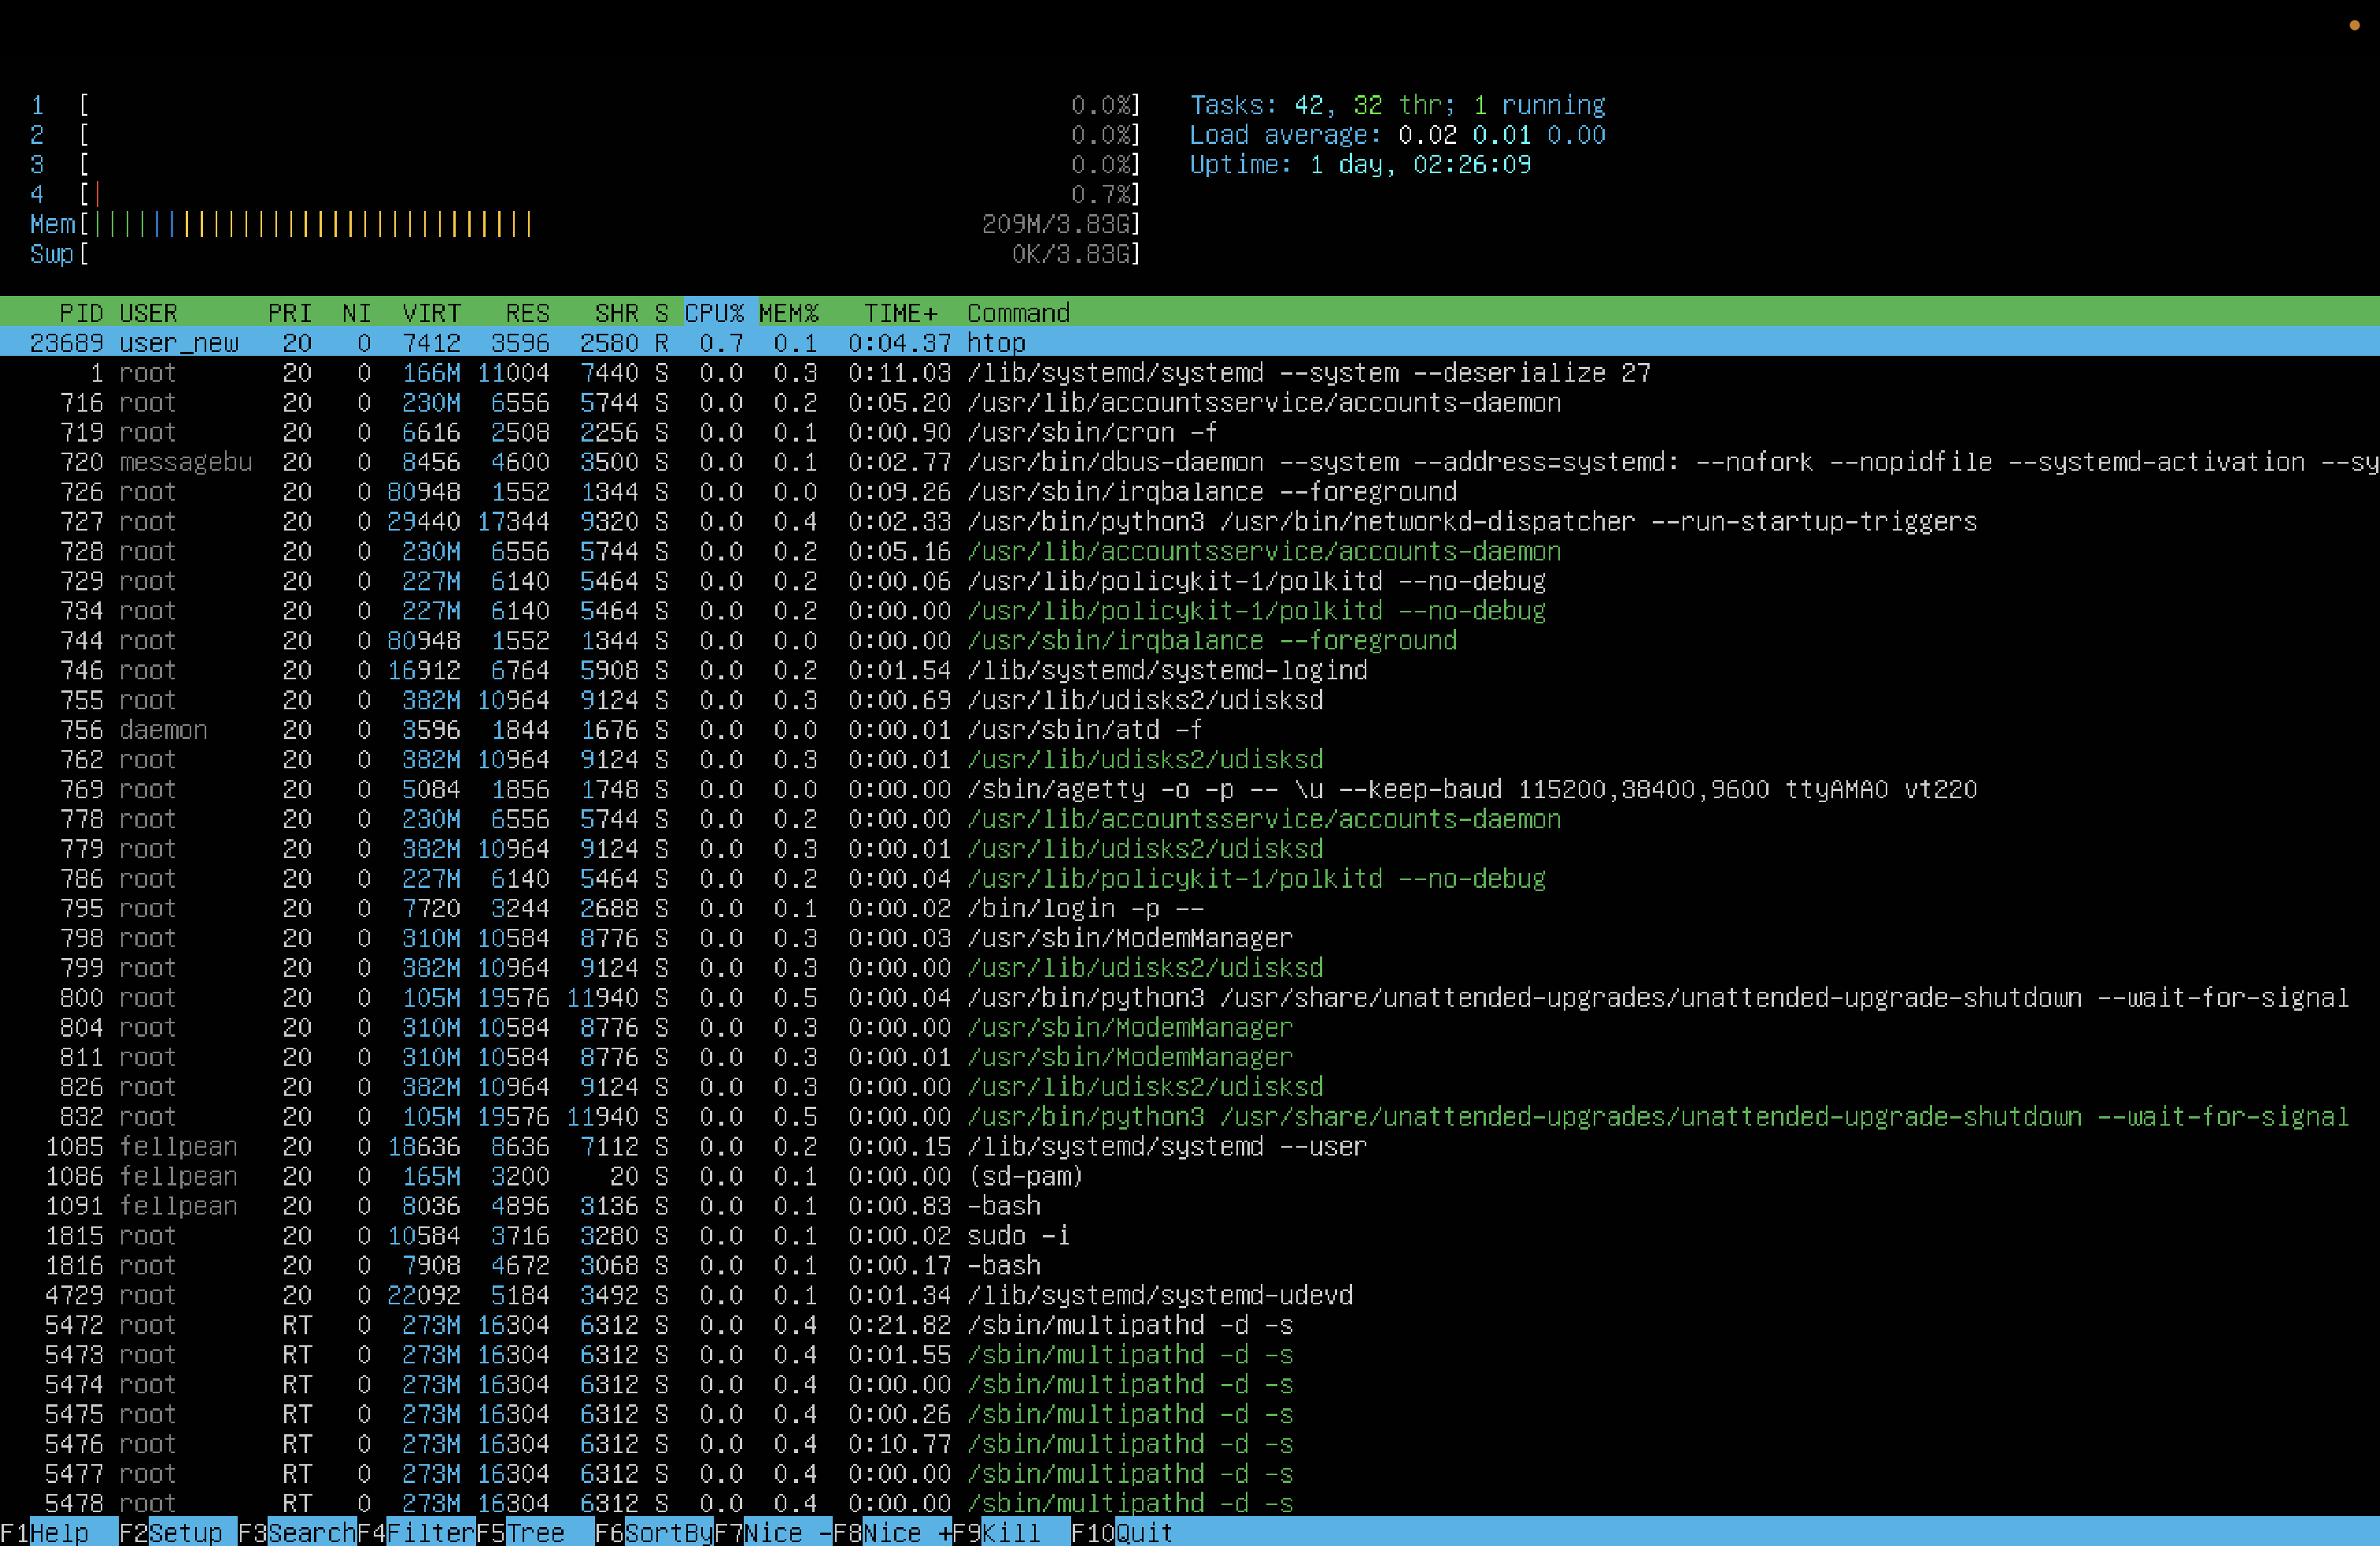 1 [ 0.0%] Tasks: 42, 32 thr; 1 running
2 [ 0.0%] Load average: 0.02 0.01 0.00
3 [ 0.0%] Uptime: 1 day, 02:26:09
4 [| 0.7%]
Mem[|||||||||||||||||||||||||||||| 209M/3.83G]
Swp[ 0K/3.83G]
PID USER PRI NI VIRT RES SHR S CPU% MEM% TIME+ Command
23689 user_new 20 0 7412 3596 2580 R 0.7 0.1 0:04.37 htop
1 root 20 0 166M 11004 7440 S 0.0 0.3 0:11.03 /lib/systemd/systemd --system --deserialize 27
716 root 20 0 230M 6556 5744 S 0.0 0.2 0:05.20 /usr/lib/accountsservice/accounts-daemon
719 root 20 0 6616 2508 2256 S 0.0 0.1 0:00.90 /usr/sbin/cron -f
720 messagebu 20 0 8456 4600 3500 S 0.0 0.1 0:02.77 /usr/bin/dbus-daemon --system --address=systemd: --nofork --nopidfile --systemd-activation --sy
726 root 20 0 80948 1552 1344 S 0.0 0.0 0:09.26 /usr/sbin/irqbalance --foreground
727 root 20 0 29440 17344 9320 S 0.0 0.4 0:02.33 /usr/bin/python3 /usr/bin/networkd-dispatcher --run-startup-triggers
728 root 20 0 230M 6556 5744 S 0.0 0.2 0:05.16 /usr/lib/accountsservice/accounts-daemon
729 root 20 0 227M 6140 5464 S 0.0 0.2 0:00.06 /usr/lib/policykit-1/polkitd --no-debug
734 root 20 0 227M 6140 5464 S 0.0 0.2 0:00.00 /usr/lib/policykit-1/polkitd --no-debug
744 root 20 0 80948 1552 1344 S 0.0 0.0 0:00.00 /usr/sbin/irqbalance --foreground
746 root 20 0 16912 6764 5908 S 0.0 0.2 0:01.54 /lib/systemd/systemd-logind
755 root 20 0 382M 10964 9124 S 0.0 0.3 0:00.69 /usr/lib/udisks2/udisksd
756 daemon 20 0 3596 1844 1676 S 0.0 0.0 0:00.01 /usr/sbin/atd -f
762 root 20 0 382M 10964 9124 S 0.0 0.3 0:00.01 /usr/lib/udisks2/udisksd
769 root 20 0 5084 1856 1748 S 0.0 0.0 0:00.00 /sbin/agetty -o -p -- \u --keep-baud 115200,38400,9600 ttyAMA0 vt220
778 root 20 0 230M 6556 5744 S 0.0 0.2 0:00.00 /usr/lib/accountsservice/accounts-daemon
779 root 20 0 382M 10964 9124 S 0.0 0.3 0:00.01 /usr/lib/udisks2/udisksd
786 root 20 0 227M 6140 5464 S 0.0 0.2 0:00.04 /usr/lib/policykit-1/polkitd --no-debug
795 root 20 0 7720 3244 2688 S 0.0 0.1 0:00.02 /bin/login -p --
798 root 20 0 310M 10584 8776 S 0.0 0.3 0:00.03 /usr/sbin/ModemManager
799 root 20 0 382M 10964 9124 S 0.0 0.3 0:00.00 /usr/lib/udisks2/udisksd
800 root 20 0 105M 19576 11940 S 0.0 0.5 0:00.04 /usr/bin/python3 /usr/share/unattended-upgrades/unattended-upgrade-shutdown --wait-for-signal
804 root 20 0 310M 10584 8776 S 0.0 0.3 0:00.00 /usr/sbin/ModemManager
811 root 20 0 310M 10584 8776 S 0.0 0.3 0:00.01 /usr/sbin/ModemManager
826 root 20 0 382M 10964 9124 S 0.0 0.3 0:00.00 /usr/lib/udisks2/udisksd
832 root 20 0 105M 19576 11940 S 0.0 0.5 0:00.00 /usr/bin/python3 /usr/share/unattended-upgrades/unattended-upgrade-shutdown --wait-for-signal
1085 fellpean 20 0 18636 8636 7112 S 0.0 0.2 0:00.15 /lib/systemd/systemd --user
1086 fellpean 20 0 165M 3200 20 S 0.0 0.1 0:00.00 (sd-pam)
1091 fellpean 20 0 8036 4896 3136 S 0.0 0.1 0:00.83 -bash
1815 root 20 0 10584 3716 3280 S 0.0 0.1 0:00.02 sudo -i
1816 root 20 0 7908 4672 3068 S 0.0 0.1 0:00.17 -bash
4729 root 20 0 22092 5184 3492 S 0.0 0.1 0:01.34 /lib/systemd/systemd-udevd
5472 root RT 0 273M 16304 6312 S 0.0 0.4 0:21.82 /sbin/multipathd -d -s
5473 root RT 0 273M 16304 6312 S 0.0 0.4 0:01.55 /sbin/multipathd -d -s
5474 root RT 0 273M 16304 6312 S 0.0 0.4 0:00.00 /sbin/multipathd -d -s
5475 root RT 0 273M 16304 6312 S 0.0 0.4 0:00.26 /sbin/multipathd -d -s
5476 root RT 0 273M 16304 6312 S 0.0 0.4 0:10.77 /sbin/multipathd -d -s
5477 root RT 0 273M 16304 6312 S 0.0 0.4 0:00.00 /sbin/multipathd -d -s
5478 root RT 0 273M 16304 6312 S 0.0 0.4 0:00.00 /sbin/multipathd -d -s
F1Help F2Setup F3SearchF4FilterF5Tree F6SortByF7Nice -F8Nice +F9Kill F10Quit